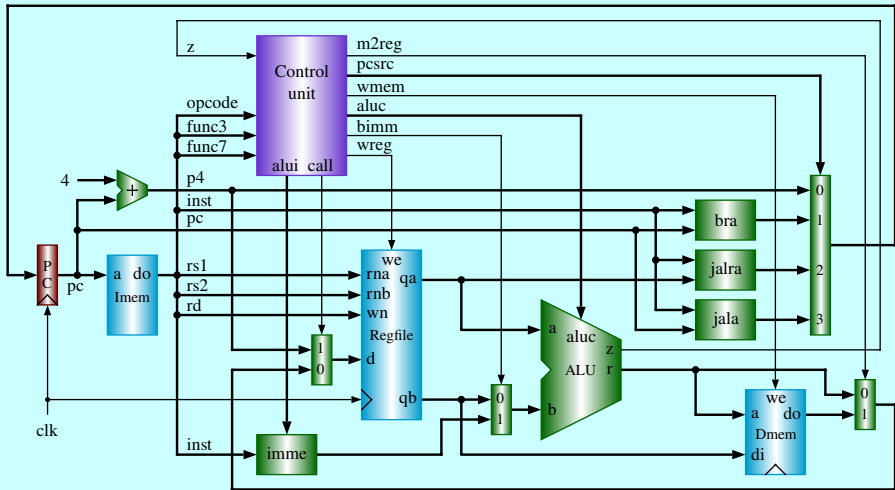 z
m2reg
pcsrc
wmem
aluc
bimm
wreg
Control
unit
opcode
func3
func7
alui call
4
+
p4
inst
pc
0
1
2
3
bra
jalra
jala
P
C
pc
a do
Imem
rs1
rs2
rd
we
rna
rnb
wn
d
qa
qb
Regfile
1
0
clk
inst
imme
0
1
a
b
aluc
ALU
z
r
we
a do
Dmem
di
0
1